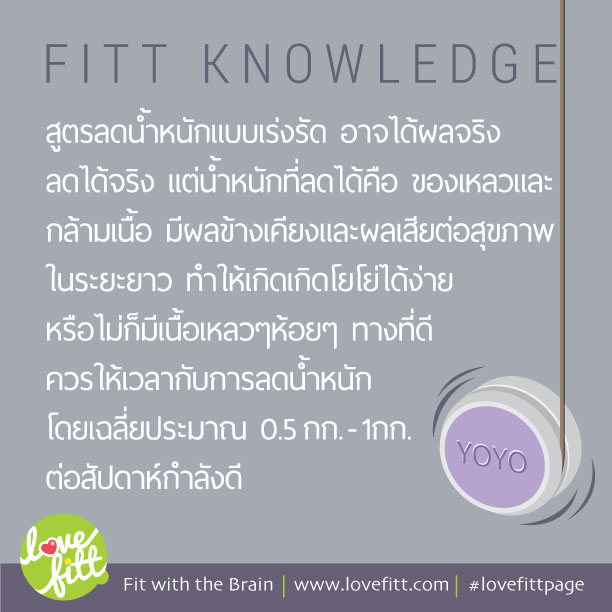 FITT KNOWLEDGE
สูตรลดน้ำหนักแบบเร่งรัด อาจได้ผลจริง
ลดได้จริง แต่น้ำหนักที่ลดได้คือ ของเหลวและ
กล้ามเนื้อ มีผลข้างเคียงและผลเสียต่อสุขภาพ
ในระยะยาว ทำให้เกิดเกิดโยโย่ได้ง่าย
หรือไม่ก็มีเนื้อเหลวๆห้อยๆ ทางที่ดี
ควรให้เวลากับการลดน้ำหนัก
โดยเฉลี่ยประมาณ 0.5 กก. - 1กก.
ต่อสัปดาห์กำลังดี
YOYO
love
fitt
Fit with the Brain | www.lovefitt.com | #lovefittpage